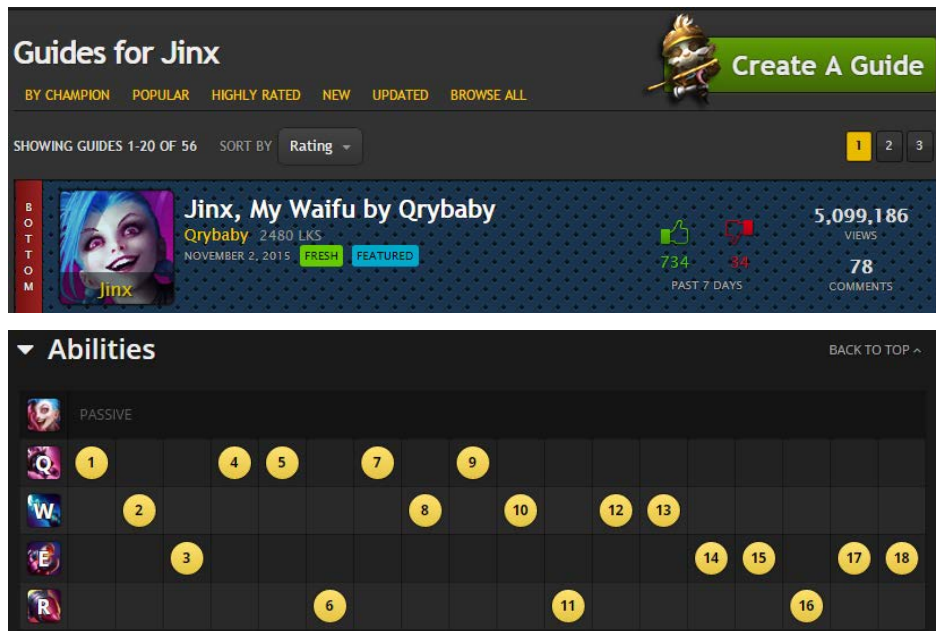 Guides for Jinx
Create A Guide
BY CHAMPION POPULAR HIGHLY RATED NEW UPDATED BROWSE ALL
SHOWING GUIDES 1-20 OF 56 SORT BY Rating 1 2 3
BOTTOM
Jinx
Jinx, My Waifu by Qrybaby
Qrybaby 2480 LKS
NOVEMBER 2, 2015 FRESH FEATURED
734 84
PAST 7 DAYS
5,099,186
VIEWS
78
COMMENTS
Abilities BACK TO TOP
PASSIVE
Q 1 4 5 7 9
W 2 8 10 12 13
E 3 14 15 17 18
R 6 11 16